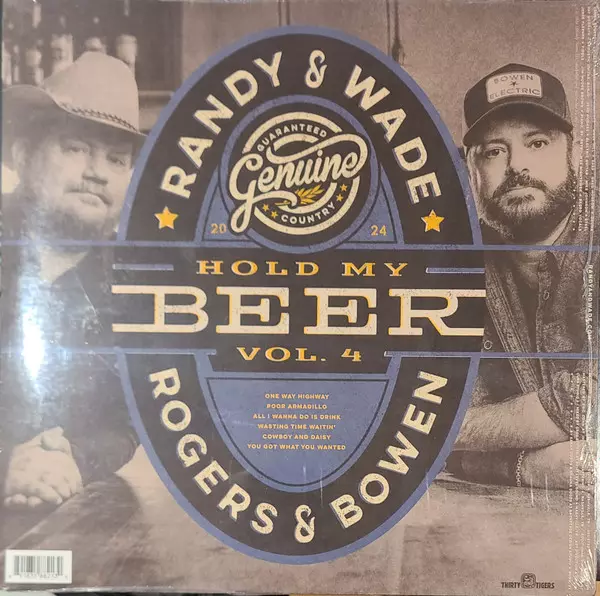 RANDY & WADE
BOWEN
ELECTRIC
GUARANTEED
Genuine
COUNTRY
20 24
HOLD MY
BEER
VOL. 4
ONE WAY HIGHWAY
POOR ARMADILLO
ALL I WANNA DO IS DRINK
WASTING TIME WAITIN'
COWBOY AND DAISY
YOU GOT WHAT YOU WANTED
ROGERS & BOWEN
RANDYANDWADE.COM
THIRTY TIGERS